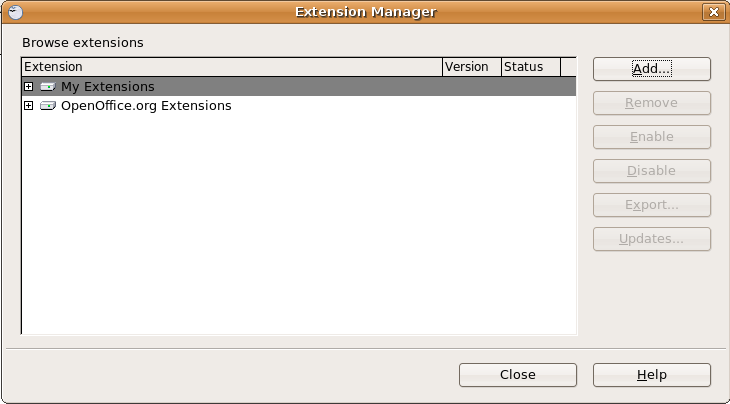 Extension Manager
Browse extensions
Extension Version Status
My Extensions
OpenOffice.org Extensions
Add...
Remove
Enable
Disable
Export...
Updates...
Close Help